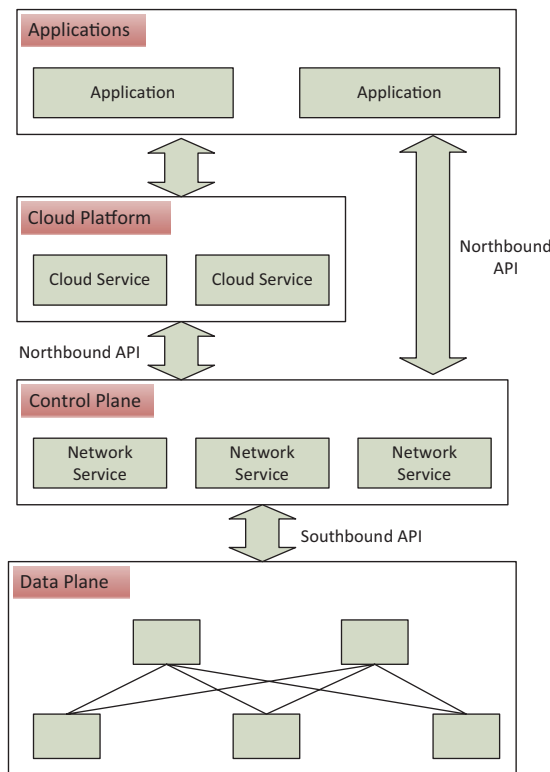 Applications
Application
Application
Cloud Platform
Cloud Service
Cloud Service
Northbound
API
Northbound API
Control Plane
Network
Service
Network
Service
Network
Service
Southbound API
Data Plane